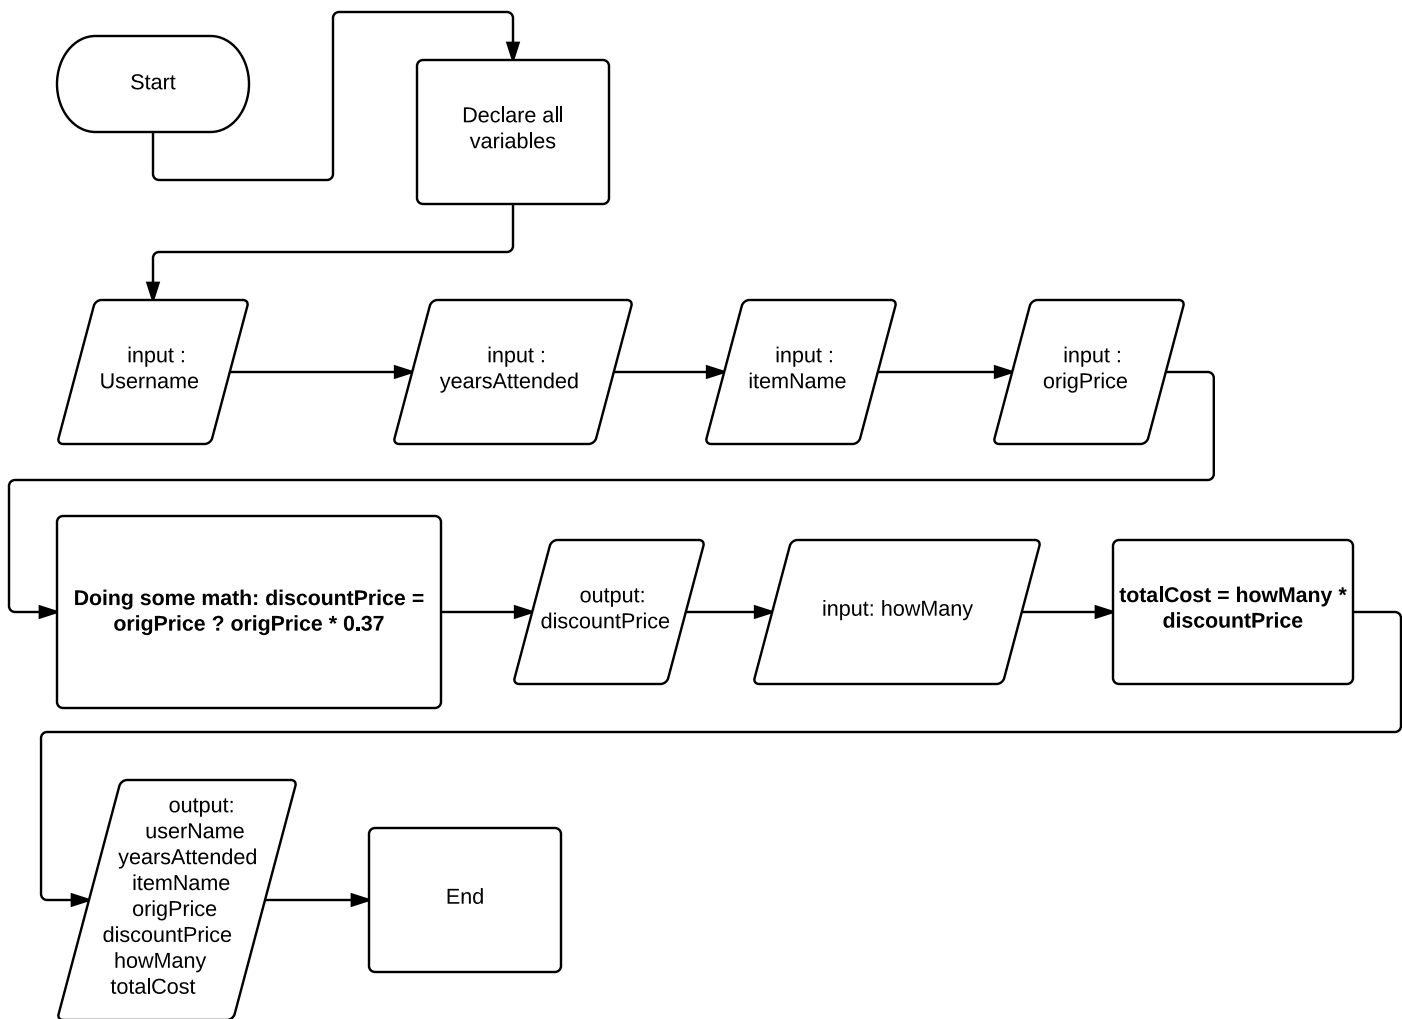 Start
Declare all
variables
input :
Username
input :
yearsAttended
input :
itemName
input :
origPrice
Doing some math: discountPrice =
origPrice ? origPrice * 0.37
output:
discountPrice
input: howMany
totalCost = howMany *
discountPrice
output:
userName
yearsAttended
itemName
origPrice
discountPrice
howMany
totalCost
End